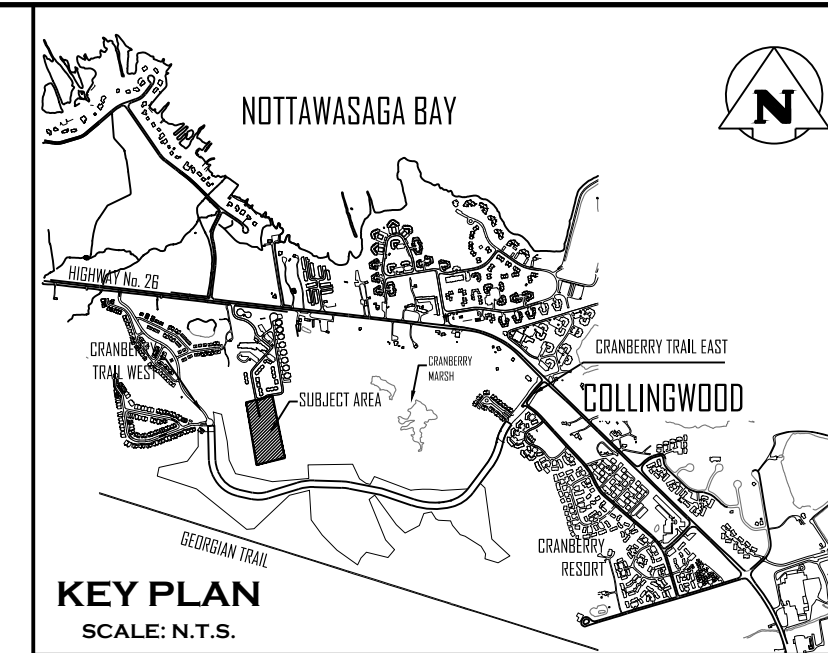 NOTTAWASAGA BAY
N
HIGHWAY No. 26
CRANBERRY TRAIL EAST
CRANBERRY
TRAIL WEST
CRANBERRY
MARSH
SUBJECT AREA
COLLINGWOOD
GEORGIAN TRAIL
CRANBERRY
RESORT
KEY PLAN
SCALE: N.T.S.